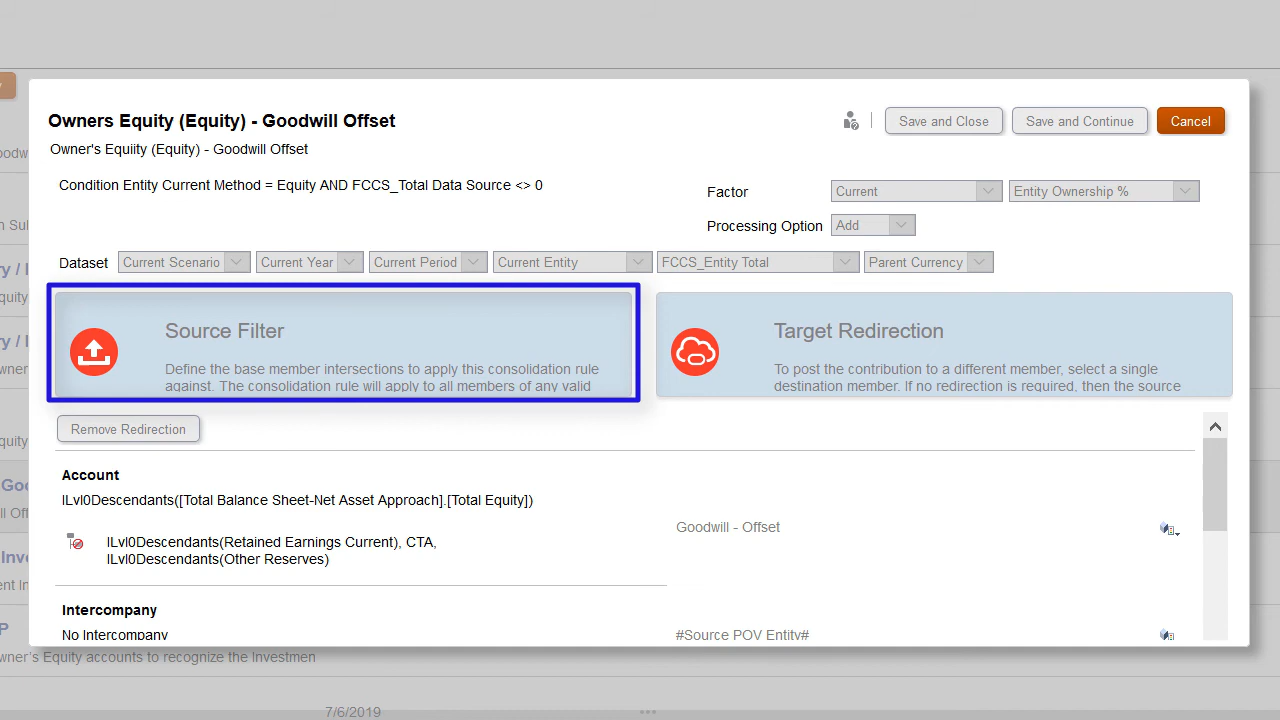 Owners Equity (Equity) - Goodwill Offset
Save and Close
Save and Continue
Cancel
Owner's Equiity (Equity) - Goodwill Offset
Condition Entity Current Method = Equity AND FCCS_Total Data Source <> 0
Factor
Current
Entity Ownership %
Processing Option
Add
Dataset
Current Scenario
Current Year
Current Period
Current Entity
FCCS_Entity Total
Parent Currency
Source Filter
Define the base member intersections to apply this consolidation rule
against. The consolidation rule will apply to all members of any valid
Target Redirection
To post the contribution to a different member, select a single
destination member. If no redirection is required, then the source
Remove Redirection
Account
ILvl0Descendants([Total Balance Sheet-Net Asset Approach].[Total Equity])
Goodwill - Offset
ILvl0Descendants(Retained Earnings Current), CTA,
ILvl0Descendants(Other Reserves)
Intercompany
No Intercompany
#Source POV Entity#
wner's Equity accounts to recognize the Investmen
7/6/2019